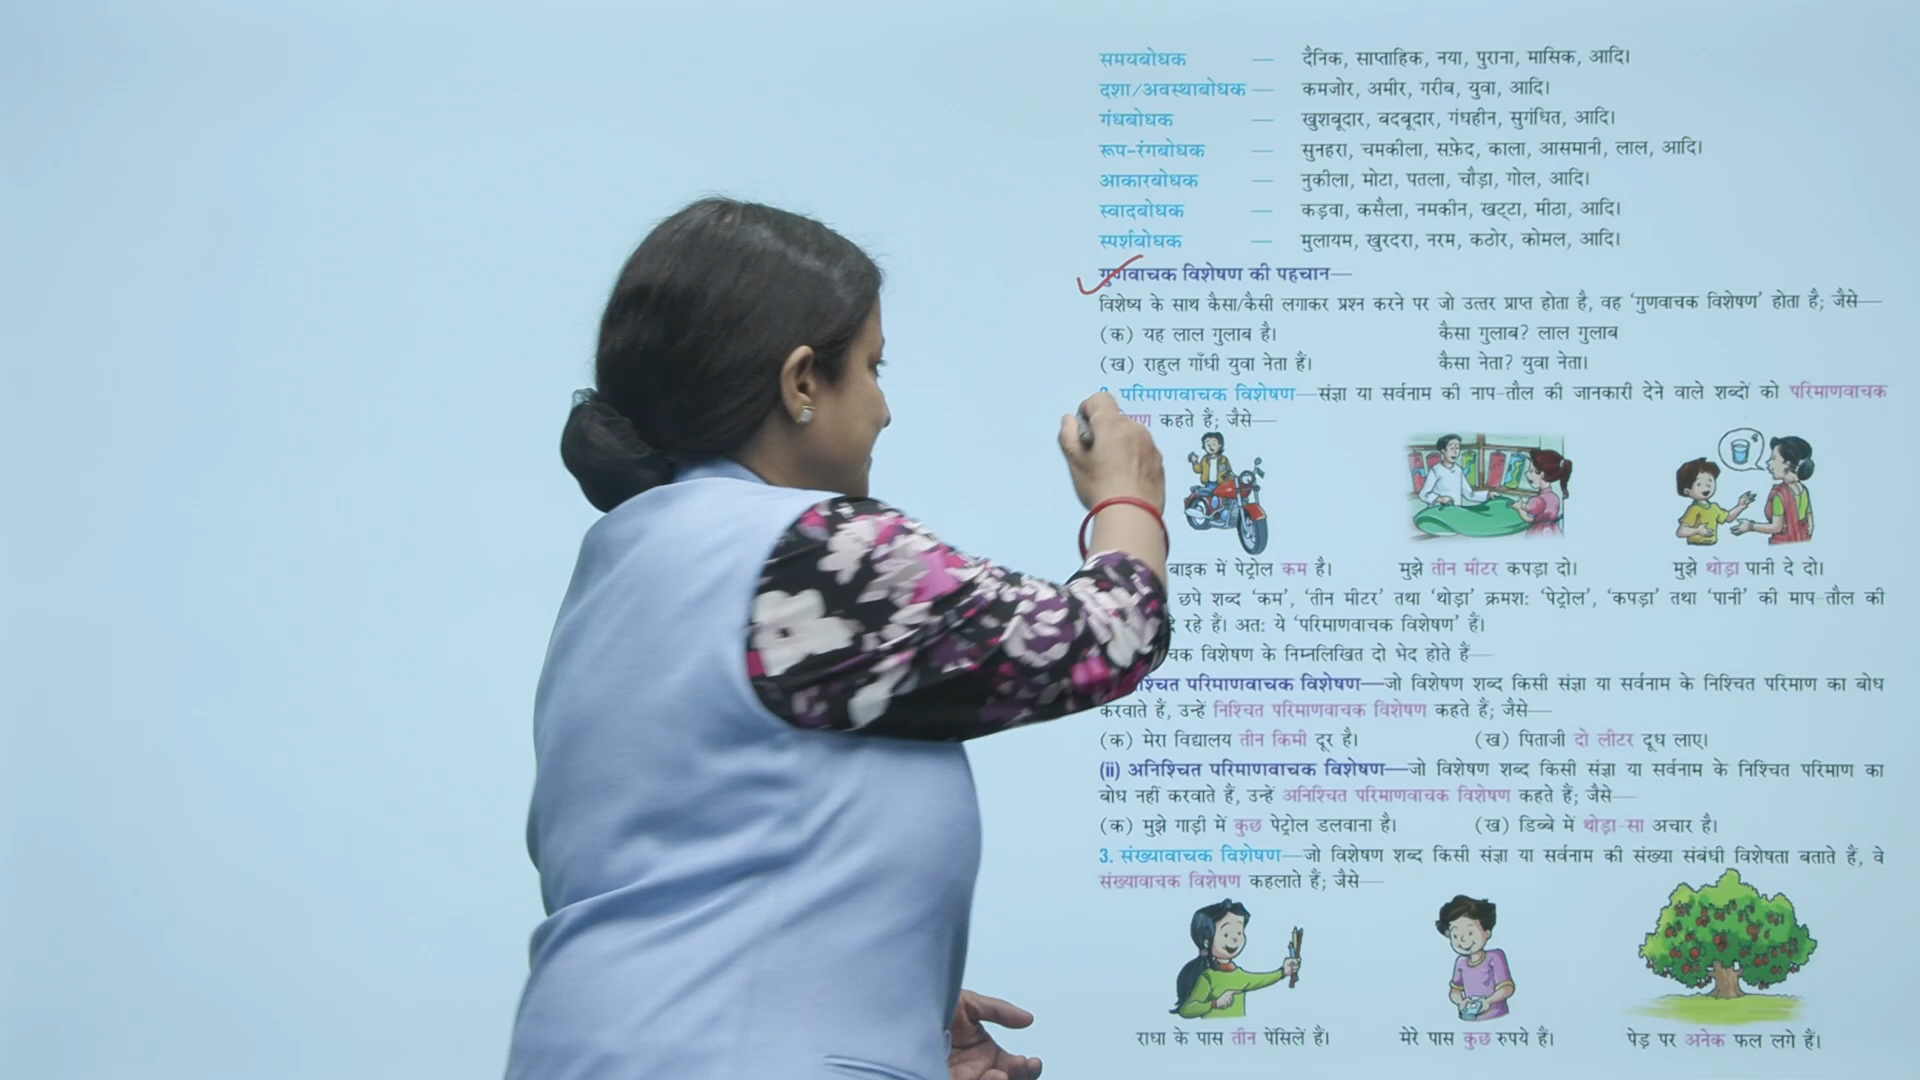 समयबोधक — दैनिक, साप्ताहिक, नया, पुराना, मासिक, आदि।
दशा/अवस्थाबोधक — कमजोर, अमीर, गरीब, युवा, आदि।
गंधबोधक — खुशबूदार, बदबूदार, गंधहीन, सुगंधित, आदि।
रूप-रंगबोधक — सुनहरा, चमकीला, सफ़ेद, काला, आसमानी, लाल, आदि।
आकारबोधक — नुकीला, मोटा, पतला, चौड़ा, गोल, आदि।
स्वादबोधक — कड़वा, कसैला, नमकीन, खट्टा, मीठा, आदि।
स्पर्शबोधक — मुलायम, खुरदरा, नरम, कठोर, कोमल, आदि।
गुणवाचक विशेषण की पहचान—
विशेष्य के साथ कैसा/कैसी लगाकर प्रश्न करने पर जो उत्तर प्राप्त होता है, वह ‘गुणवाचक विशेषण’ होता है; जैसे—
(क) यह लाल गुलाब है। कैसा गुलाब? लाल गुलाब
(ख) राहुल गाँधी युवा नेता हैं। कैसा नेता? युवा नेता।
परिमाणवाचक विशेषण—संज्ञा या सर्वनाम की नाप-तौल की जानकारी देने वाले शब्दों को परिमाणवाचक
कहते हैं; जैसे—
बाइक में पेट्रोल कम है। मुझे तीन मीटर कपड़ा दो। मुझे थोड़ा पानी दे दो।
छपे शब्द ‘कम’, ‘तीन मीटर’ तथा ‘थोड़ा’ क्रमश: ‘पेट्रोल’, ‘कपड़ा’ तथा ‘पानी’ की माप-तौल की
रहे हैं। अत: ये ‘परिमाणवाचक विशेषण’ हैं।
विशेषण के निम्नलिखित दो भेद होते हैं—
परिमाणवाचक विशेषण—जो विशेषण शब्द किसी संज्ञा या सर्वनाम के निश्चित परिमाण का बोध
करवाते हैं, उन्हें निश्चित परिमाणवाचक विशेषण कहते हैं; जैसे—
(क) मेरा विद्यालय तीन किमी दूर है। (ख) पिताजी दो लीटर दूध लाए।
(ii) अनिश्चित परिमाणवाचक विशेषण—जो विशेषण शब्द किसी संज्ञा या सर्वनाम के निश्चित परिमाण का
बोध नहीं करवाते हैं, उन्हें अनिश्चित परिमाणवाचक विशेषण कहते हैं; जैसे—
(क) मुझे गाड़ी में कुछ पेट्रोल डलवाना है। (ख) डिब्बे में थोड़ा-सा अचार है।
3. संख्यावाचक विशेषण—जो विशेषण शब्द किसी संज्ञा या सर्वनाम की संख्या संबंधी विशेषता बताते हैं, वे
संख्यावाचक विशेषण कहलाते हैं; जैसे—
राधा के पास तीन पेंसिलें हैं। मेरे पास कुछ रुपये हैं। पेड़ पर अनेक फल लगे हैं।